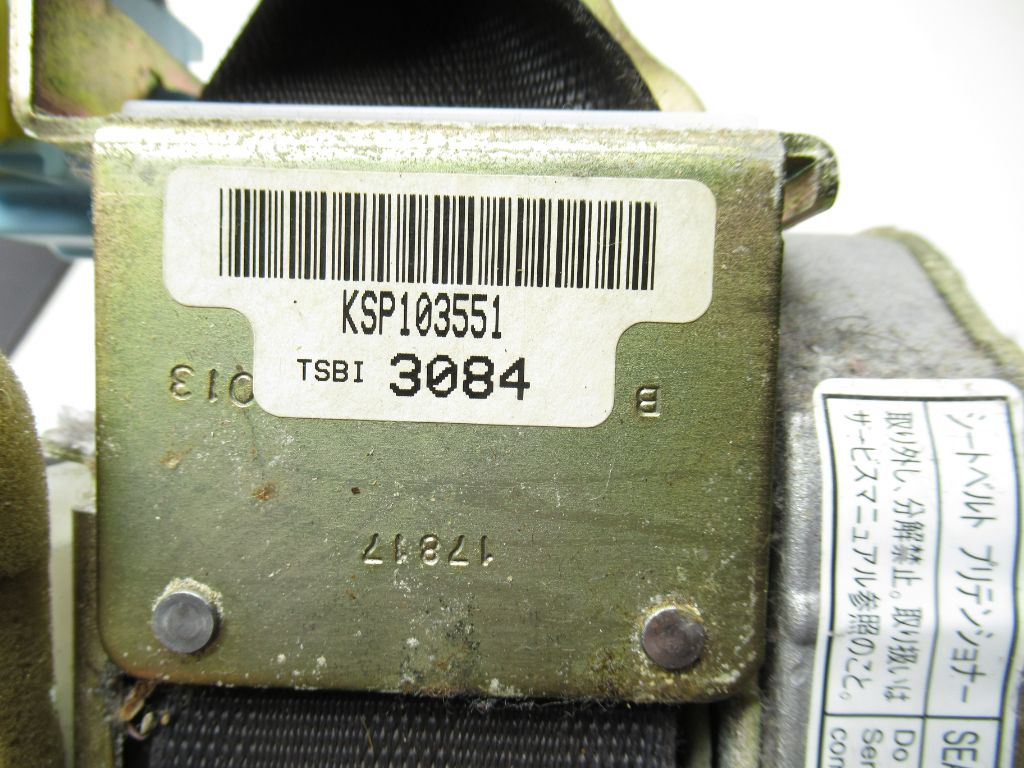 KSP103551
TSBI 3084
Q13
B
17817
シートベルト プリテンショナー
取り外し、分解禁止。取り扱いは
サービスマニュアル参照のこと。
SEA
Do
Ser
con